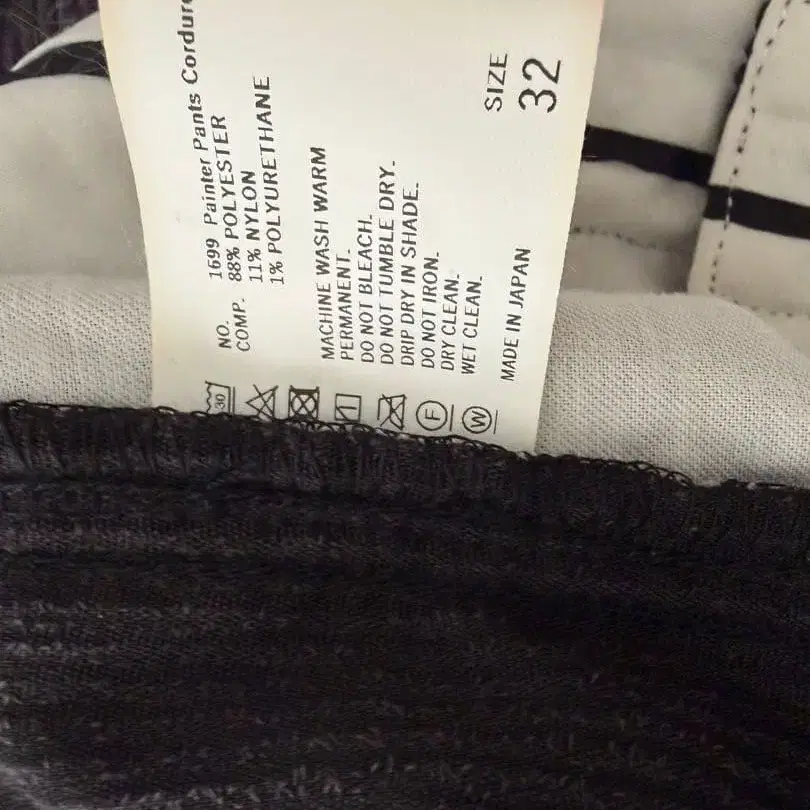 NO. 1699 Painter Pants
COMP. 88% POLYESTER
11% NYLON
1% POLYURETHANE
MACHINE WASH WARM
PERMANENT.
DO NOT BLEACH.
DO NOT TUMBLE DRY.
DRIP DRY IN SHADE.
DO NOT IRON.
DRY CLEAN.
WET CLEAN.
MADE IN JAPAN
SIZE
32
30
F
W